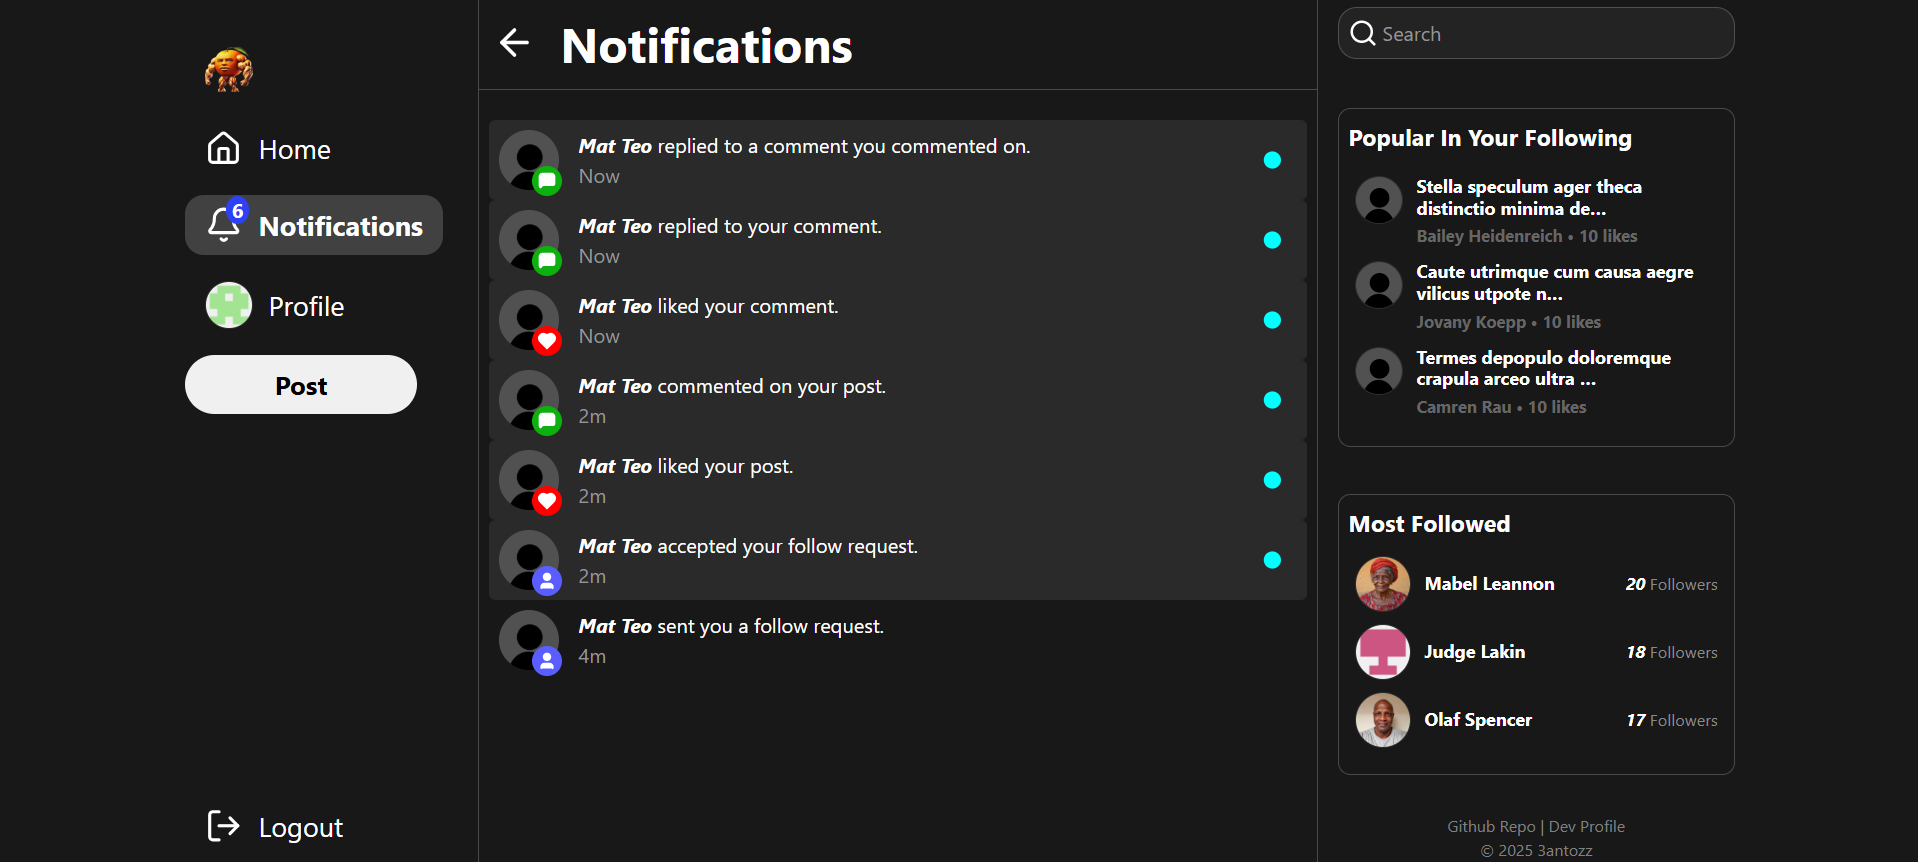 Home
6
Notifications
Profile
Post
Logout
Notifications
Mat Teo replied to a comment you commented on.
Now
Mat Teo replied to your comment.
Now
Mat Teo liked your comment.
Now
Mat Teo commented on your post.
2m
Mat Teo liked your post.
2m
Mat Teo accepted your follow request.
2m
Mat Teo sent you a follow request.
4m
Search
Popular In Your Following
Stella speculum ager theca
distinctio minima de...
Bailey Heidenreich • 10 likes
Caute utrimque cum causa aegre
vilicus utpote n...
Jovany Koepp • 10 likes
Termes depopulo doloremque
crapula arceo ultra ...
Camren Rau • 10 likes
Most Followed
Mabel Leannon 20 Followers
Judge Lakin 18 Followers
Olaf Spencer 17 Followers
Github Repo | Dev Profile
© 2025 3antozz